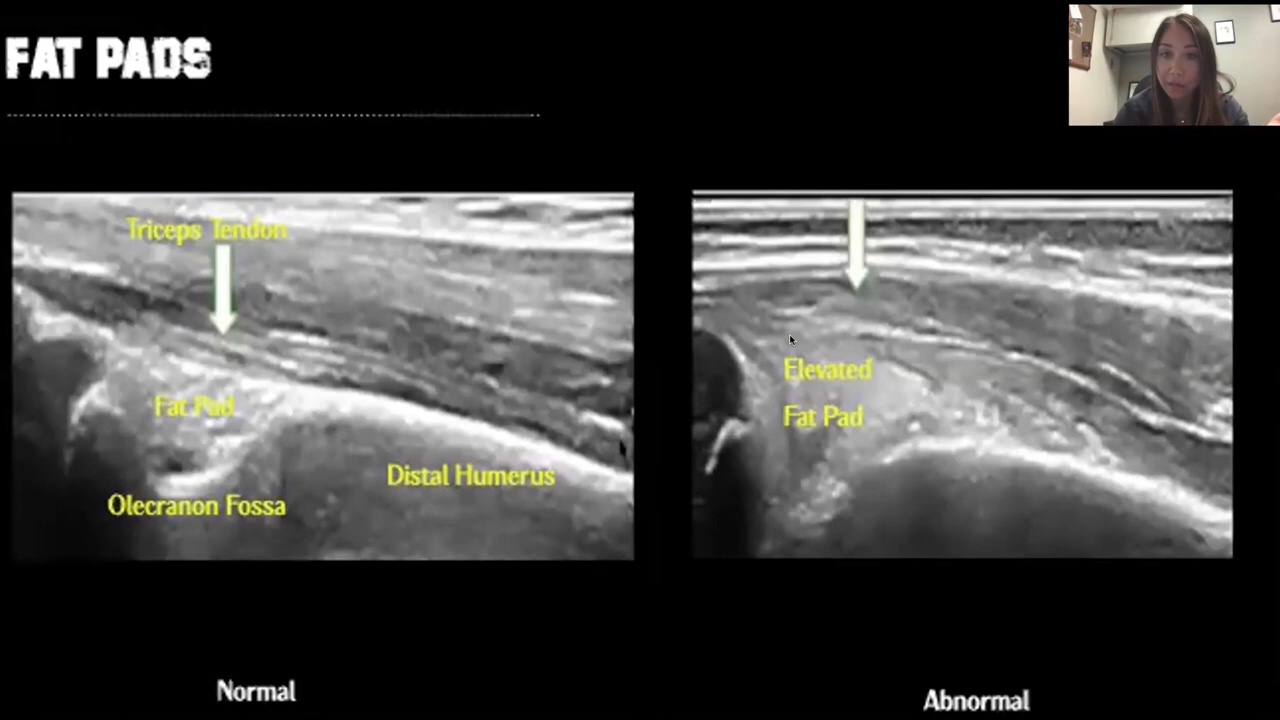 FAT PADS
Triceps Tendon
Fat Pad
Distal Humerus
Olecranon Fossa
Elevated
Fat Pad
Normal
Abnormal